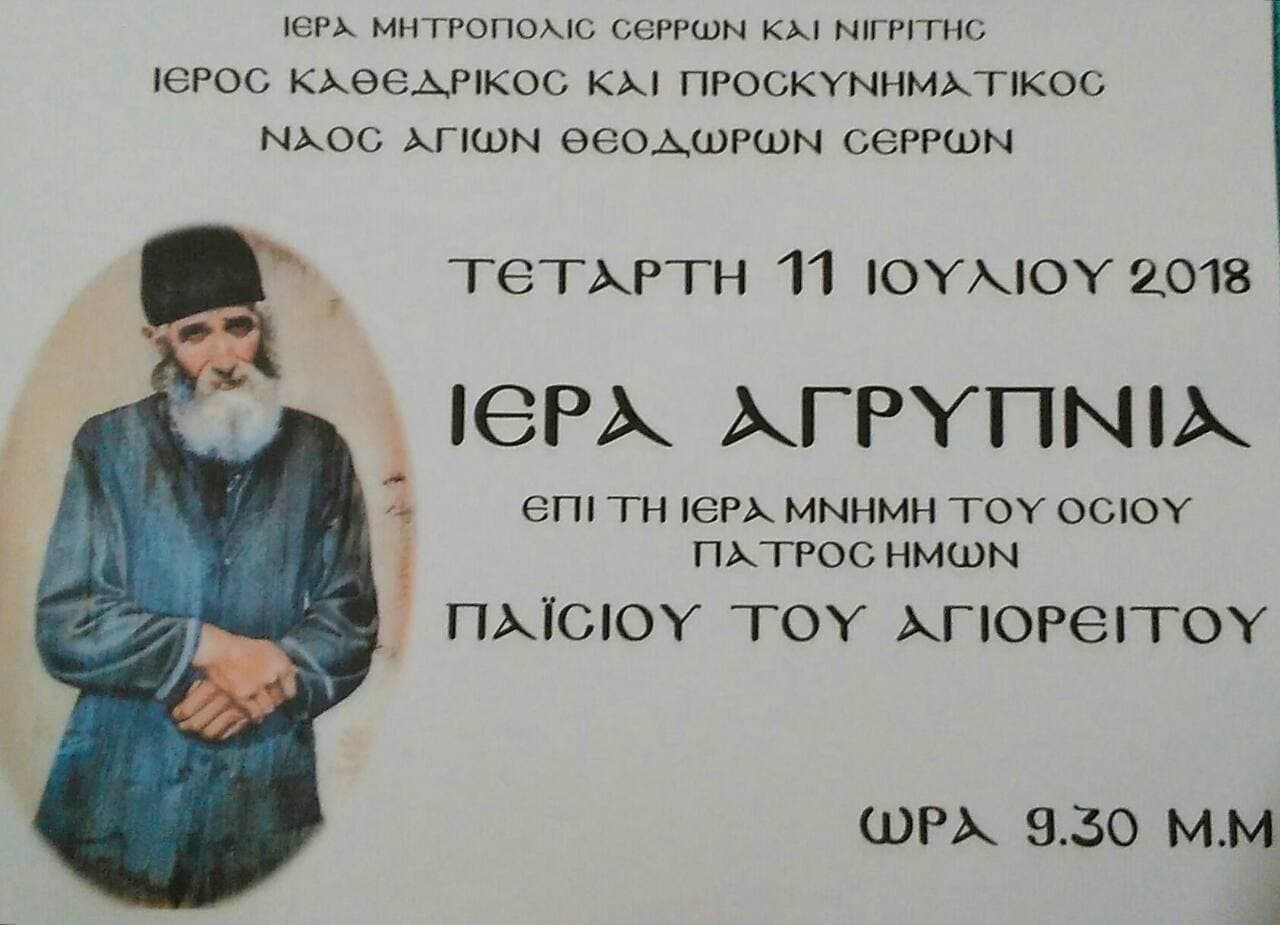 ΙΕΡΑ ΜΗΤΡΟΠΟΛΙΣ ΣΕΡΡΩΝ ΚΑΙ ΝΙΓΡΙΤΗΣ
ΙΕΡΟΣ ΚΑΘΕΔΡΙΚΟΣ ΚΑΙ ΠΡΟΣΚΥΝΗΜΑΤΙΚΟΣ
ΝΑΟΣ ΑΓΙΩΝ ΘΕΟΔΩΡΩΝ ΣΕΡΡΩΝ
ΤΕΤΑΡΤΗ 11 ΙΟΥΛΙΟΥ 2018
ΙΕΡΑ ΑΓΡΥΠΝΙΑ
ΕΠΙ ΤΗ ΙΕΡΑ ΜΝΗΜΗ ΤΟΥ ΟΣΙΟΥ
ΠΑΤΡΟΣ ΗΜΩΝ
ΠΑΪΣΙΟΥ ΤΟΥ ΑΓΙΟΡΕΙΤΟΥ
ΩΡΑ 9.30 Μ.Μ